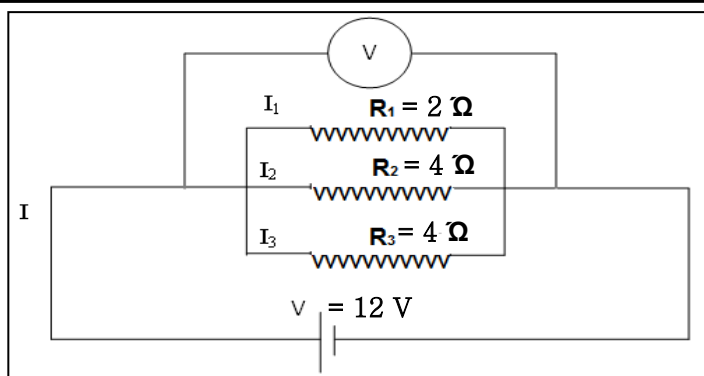 V
I₁ R₁ = 2 Ω
I₂ R₂ = 4 Ω
I I₃ R₃ = 4 Ω
V = 12 V